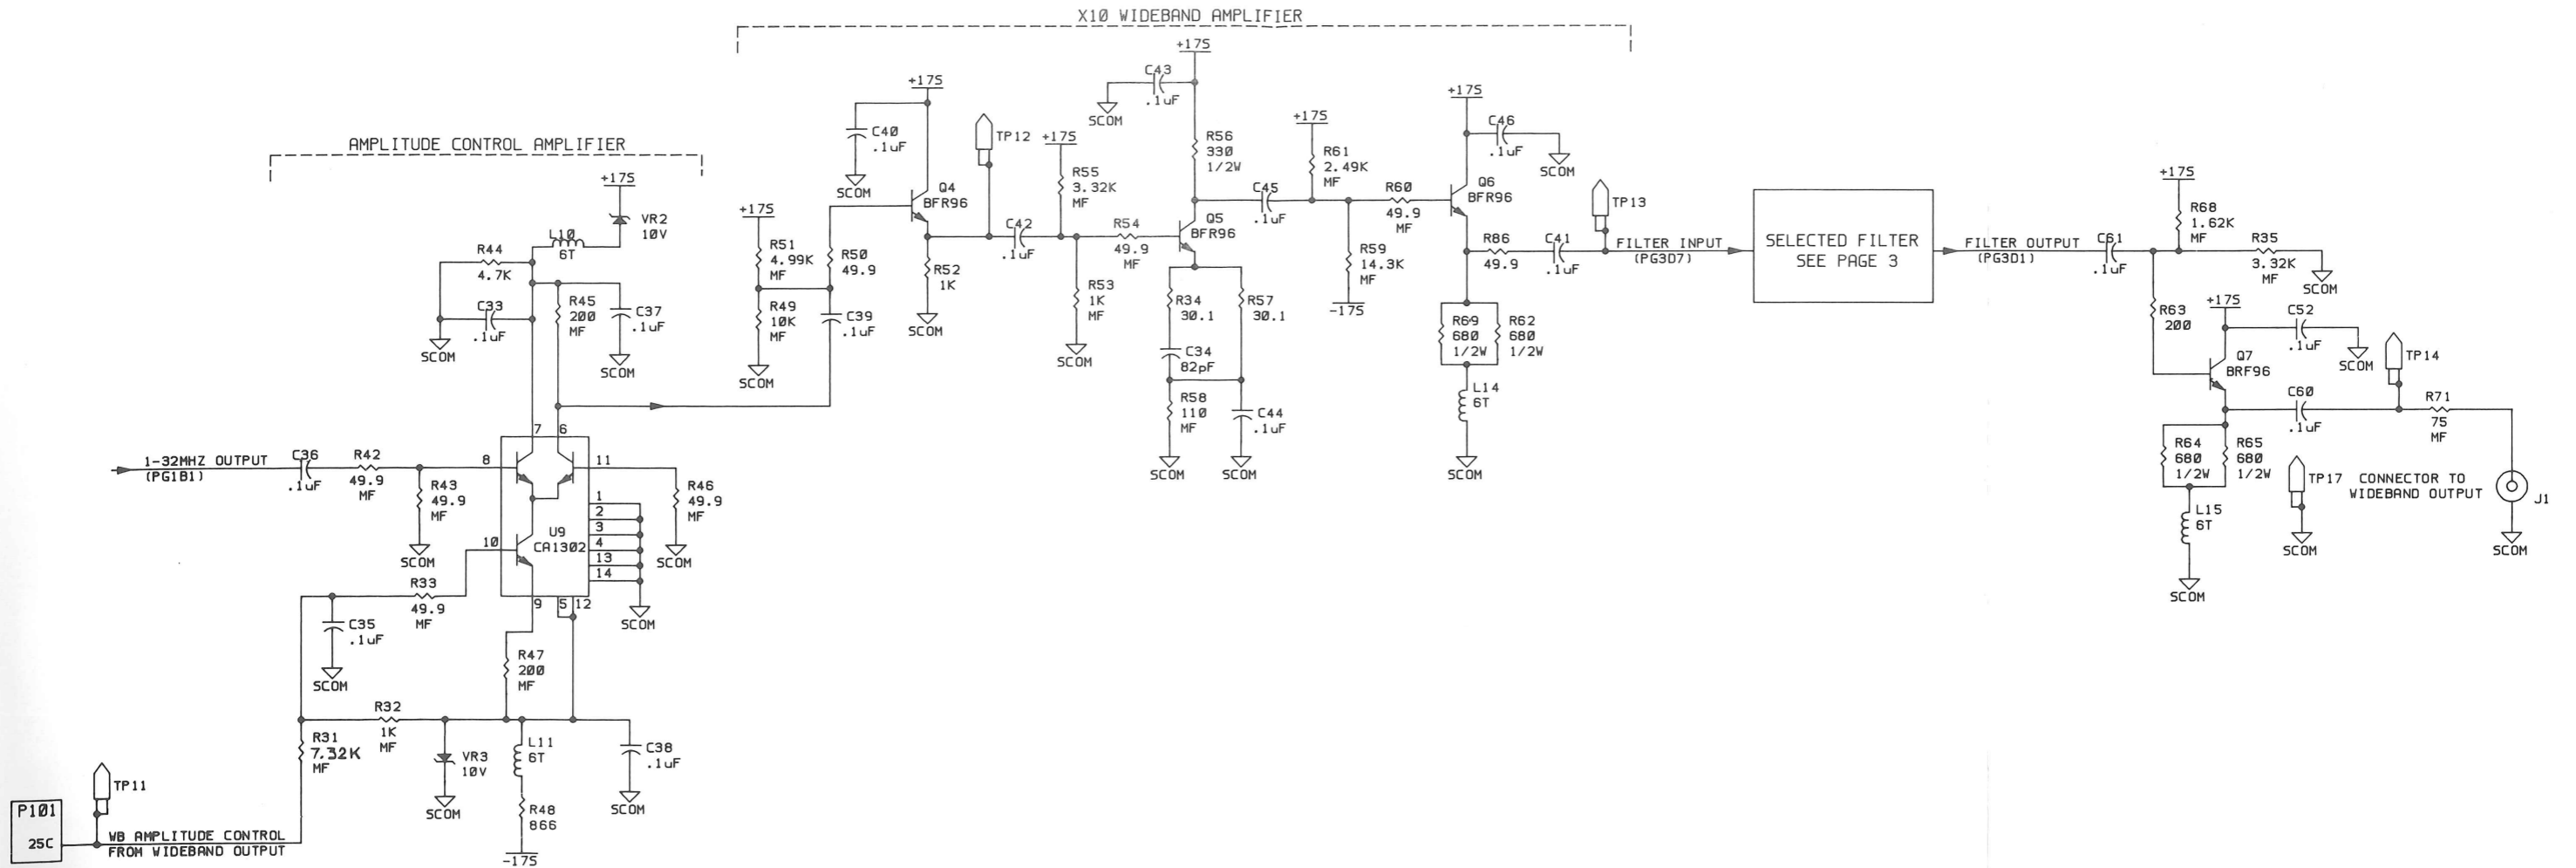 X10 WIDEBAND AMPLIFIER
AMPLITUDE CONTROL AMPLIFIER
+17S
VR2
10V
L10
6T
R44
4.7K
C33
.1uF
SCOM
R45
200
MF
C37
.1uF
SCOM
1-32MHZ OUTPUT
(PG1B1)
C36
.1uF
R42
49.9
MF
R43
49.9
MF
SCOM
7
6
8
11
10
1
2
3
4
13
14
9
5
12
U9
CA1302
R46
49.9
MF
SCOM
SCOM
R33
49.9
MF
C35
.1uF
SCOM
R47
200
MF
R32
1K
MF
R31
7.32K
MF
VR3
10V
SCOM
L11
6T
R48
866
-17S
C38
.1uF
SCOM
TP11
P101
25C
WB AMPLITUDE CONTROL
FROM WIDEBAND OUTPUT
+17S
R51
4.99K
MF
R49
10K
MF
SCOM
R50
49.9
C39
.1uF
C40
.1uF
SCOM
+17S
Q4
BFR96
R52
1K
SCOM
TP12
C42
.1uF
+17S
R55
3.32K
MF
R53
1K
MF
SCOM
R54
49.9
MF
C43
.1uF
SCOM
+17S
R56
330
1/2W
Q5
BFR96
R34
30.1
R57
30.1
C34
82pF
R58
110
MF
SCOM
C44
.1uF
SCOM
C45
.1uF
+17S
R61
2.49K
MF
R59
14.3K
MF
-17S
R60
49.9
MF
+17S
C46
.1uF
SCOM
Q6
BFR96
R86
49.9
C41
.1uF
R69
680
1/2W
R62
680
1/2W
L14
6T
SCOM
TP13
FILTER INPUT
(PG3D7)
SELECTED FILTER
SEE PAGE 3
FILTER OUTPUT
(PG3D1)
C61
.1uF
+17S
R68
1.62K
MF
R35
3.32K
MF
SCOM
R63
200
+17S
C52
.1uF
SCOM
Q7
BRF96
TP14
C60
.1uF
R71
75
MF
R64
680
1/2W
R65
680
1/2W
L15
6T
SCOM
TP17
SCOM
CONNECTOR TO
WIDEBAND OUTPUT
J1
SCOM